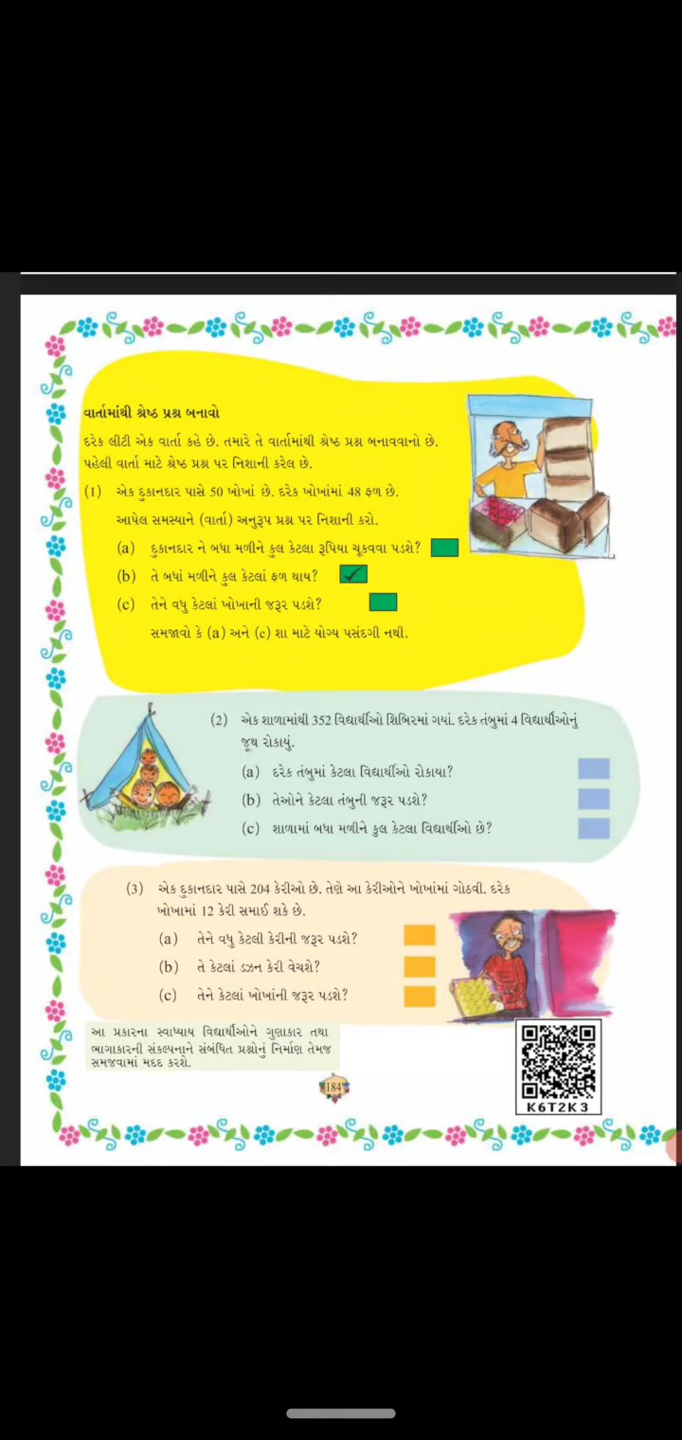 વાર્તામાંથી શ્રેષ્ઠ પ્રશ્ન બનાવો
દરેક લીટી એક વાર્તા કહે છે. તમારે તે વાર્તામાંથી શ્રેષ્ઠ પ્રશ્ન બનાવવાનો છે.
પહેલી વાર્તા માટે શ્રેષ્ઠ પ્રશ્ન પર નિશાની કરેલ છે.
(1) એક દુકાનદાર પાસે 50 ખોખાં છે. દરેક ખોખાંમાં 48 ફળ છે.
આપેલ સમસ્યાને (વાર્તા) અનુરૂપ પ્રશ્ન પર નિશાની કરો.
(a) દુકાનદાર ને બધા મળીને કુલ કેટલા રૂપિયા ચૂકવવા પડશે?
(b) તે બધાં મળીને કુલ કેટલાં ફળ થાય? ✓
(c) તેને વધુ કેટલાં ખોખાની જરૂર પડશે?
સમજાવો કે (a) અને (c) શા માટે યોગ્ય પસંદગી નથી.
(2) એક શાળામાંથી 352 વિદ્યાર્થીઓ શિબિરમાં ગયાં. દરેક તંબુમાં 4 વિદ્યાર્થીઓનું
જૂથ રોકાયું.
(a) દરેક તંબુમાં કેટલા વિદ્યાર્થીઓ રોકાયા?
(b) તેઓને કેટલા તંબુની જરૂર પડશે?
(c) શાળામાં બધા મળીને કુલ કેટલા વિદ્યાર્થીઓ છે?
(3) એક દુકાનદાર પાસે 204 કેરીઓ છે. તેણે આ કેરીઓને ખોખાંમાં ગોઠવી. દરેક
ખોખામાં 12 કેરી સમાઈ શકે છે.
(a) તેને વધુ કેટલી કેરીની જરૂર પડશે?
(b) તે કેટલાં ડઝન કેરી વેચશે?
(c) તેને કેટલાં ખોખાંની જરૂર પડશે?
આ પ્રકારના સ્વાધ્યાય વિદ્યાર્થીઓને ગુણાકાર તથા
ભાગાકારની સંકલ્પનાને સંબંધિત પ્રશ્નોનું નિર્માણ તેમજ
સમજવામાં મદદ કરશે.
184
K6T2K3